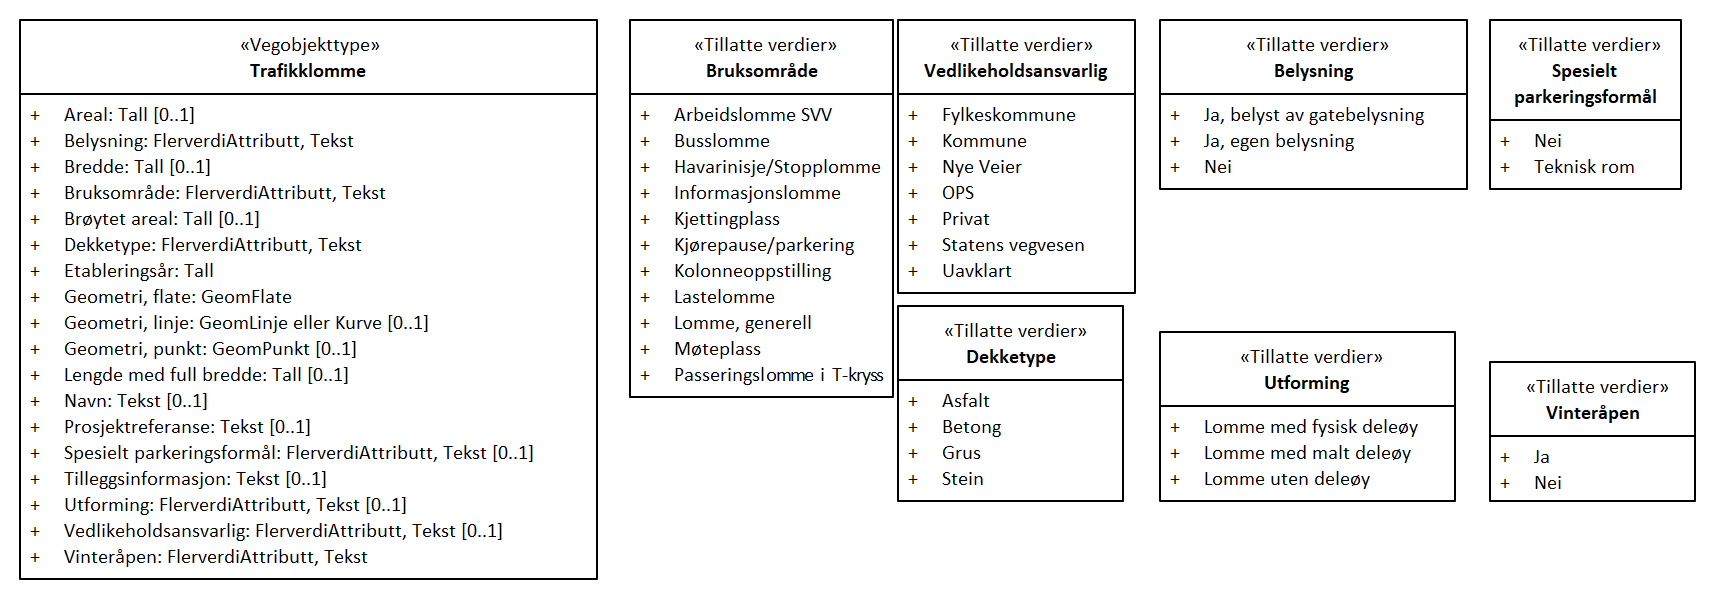 «Vegobjekttype»
Trafikklomme
+ Areal: Tall [0..1]
+ Belysning: FlerverdiAttributt, Tekst
+ Bredde: Tall [0..1]
+ Bruksområde: FlerverdiAttributt, Tekst
+ Brøytet areal: Tall [0..1]
+ Dekketype: FlerverdiAttributt, Tekst
+ Etableringsår: Tall
+ Geometri, flate: GeomFlate
+ Geometri, linje: GeomLinje eller Kurve [0..1]
+ Geometri, punkt: GeomPunkt [0..1]
+ Lengde med full bredde: Tall [0..1]
+ Navn: Tekst [0..1]
+ Prosjektreferanse: Tekst [0..1]
+ Spesielt parkeringsformål: FlerverdiAttributt, Tekst [0..1]
+ Tilleggsinformasjon: Tekst [0..1]
+ Utforming: FlerverdiAttributt, Tekst [0..1]
+ Vedlikeholdsansvarlig: FlerverdiAttributt, Tekst [0..1]
+ Vinteråpen: FlerverdiAttributt, Tekst
«Tillatte verdier»
Bruksområde
+ Arbeidslomme SVV
+ Busslomme
+ Havarinisje/Stopplomme
+ Informasjonslomme
+ Kjettingplass
+ Kjørepause/parkering
+ Kolonneoppstilling
+ Lastelomme
+ Lomme, generell
+ Møteplass
+ Passeringslomme i T-kryss
«Tillatte verdier»
Vedlikeholdsansvarlig
+ Fylkeskommune
+ Kommune
+ Nye Veier
+ OPS
+ Privat
+ Statens vegvesen
+ Uavklart
«Tillatte verdier»
Dekketype
+ Asfalt
+ Betong
+ Grus
+ Stein
«Tillatte verdier»
Belysning
+ Ja, belyst av gatebelysning
+ Ja, egen belysning
+ Nei
«Tillatte verdier»
Utforming
+ Lomme med fysisk deleøy
+ Lomme med malt deleøy
+ Lomme uten deleøy
«Tillatte verdier»
Spesielt
parkeringsformål
+ Nei
+ Teknisk rom
«Tillatte verdier»
Vinteråpen
+ Ja
+ Nei